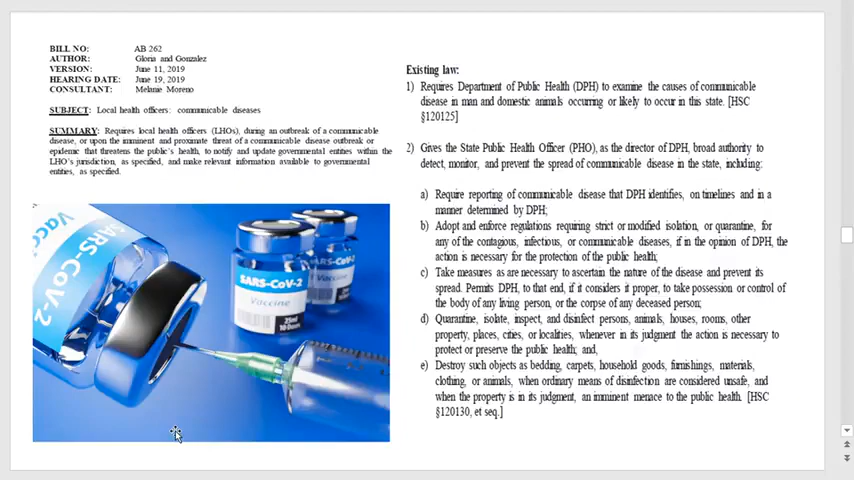 BILL NO: AB 262
AUTHOR: Gloria and Gonzalez
VERSION: June 11, 2019
HEARING DATE: June 19, 2019
CONSULTANT: Melanie Moreno
SUBJECT: Local health officers: communicable diseases
SUMMARY: Requires local health officers (LHOs), during an outbreak of a communicable
disease, or upon the imminent and proximate threat of a communicable disease outbreak or
epidemic that threatens the public's health, to notify and update governmental entities within the
LHO's jurisdiction, as specified, and make relevant information available to governmental
entities, as specified.
SARS-CoV-2
Vacci
SARS-CoV-2
Vaccine
25ml
10 Doses
Vaccine
Existing law:
1) Requires Department of Public Health (DPH) to examine the causes of communicable
disease in man and domestic animals occurring or likely to occur in this state. [HSC
§120125]
2) Gives the State Public Health Officer (PHO), as the director of DPH, broad authority to
detect, monitor, and prevent the spread of communicable disease in the state, including:
a) Require reporting of communicable disease that DPH identifies, on timelines and in a
manner determined by DPH;
b) Adopt and enforce regulations requiring strict or modified isolation, or quarantine, for
any of the contagious, infectious, or communicable diseases, if in the opinion of DPH, the
action is necessary for the protection of the public health;
c) Take measures as are necessary to ascertain the nature of the disease and prevent its
spread. Permits DPH, to that end, if it considers it proper, to take possession or control of
the body of any living person, or the corpse of any deceased person;
d) Quarantine, isolate, inspect, and disinfect persons, animals, houses, rooms, other
property, places, cities, or localities, whenever in its judgment the action is necessary to
protect or preserve the public health; and,
e) Destroy such objects as bedding, carpets, household goods, furnishings, materials,
clothing, or animals, when ordinary means of disinfection are considered unsafe, and
when the property is in its judgment, an imminent menace to the public health. [HSC
§120130, et seq.]